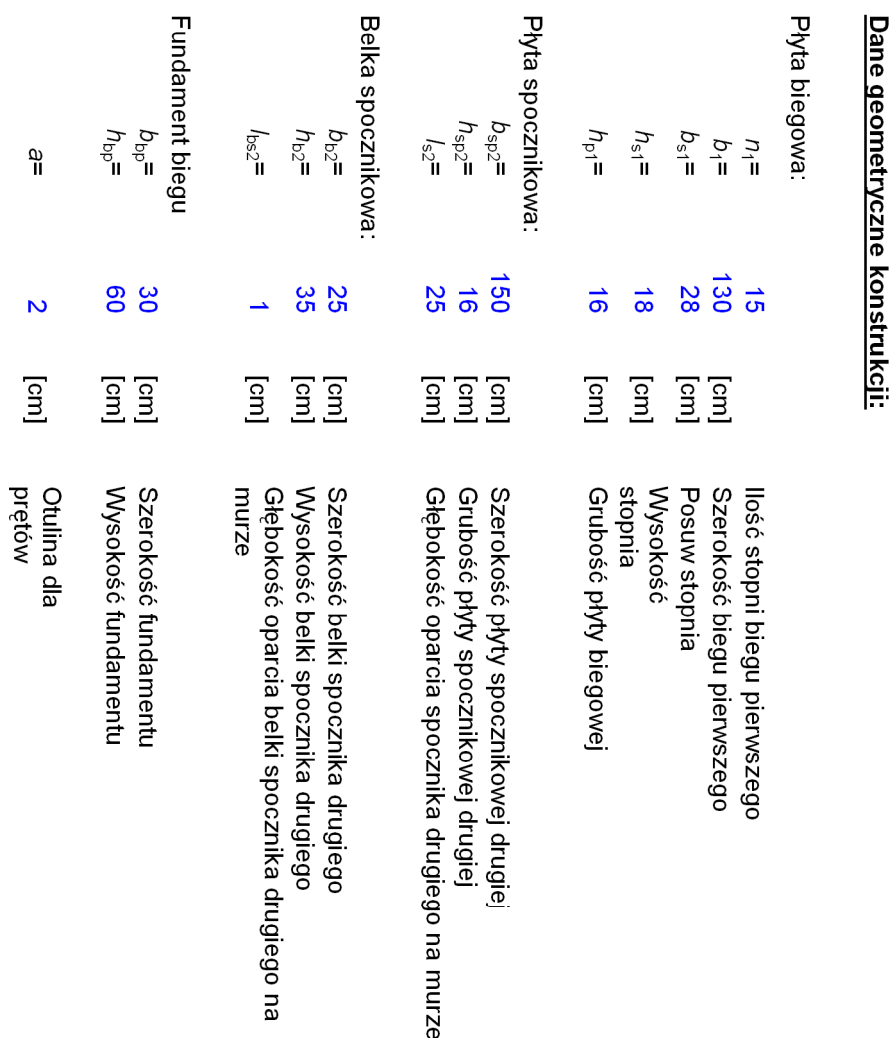 Dane geometryczne konstrukcji:
Płyta biegowa:
n1= 15 Ilość stopni biegu pierwszego
b1= 130 [cm] Szerokość biegu pierwszego
bs1= 28 [cm] Posuw stopnia
hs1= 18 [cm] Wysokość
stopnia
hp1= 16 [cm] Grubość płyty biegowej
Płyta spocznikowa:
bsp2= 150 [cm] Szerokość płyty spocznikowej drugiej
hsp2= 16 [cm] Grubość płyty spocznikowej drugiej
ls2= 25 [cm] Głębokość oparcia spocznika drugiego na murze
Belka spocznikowa:
bb2= 25 [cm] Szerokość belki spocznika drugiego
hb2= 35 [cm] Wysokość belki spocznika drugiego
lbs2= 1 [cm] Głębokość oparcia belki spocznika drugiego na
murze
Fundament biegu
bbp= 30 [cm] Szerokość fundamentu
hbp= 60 [cm] Wysokość fundamentu
a= 2 [cm] Otulina dla
prętów